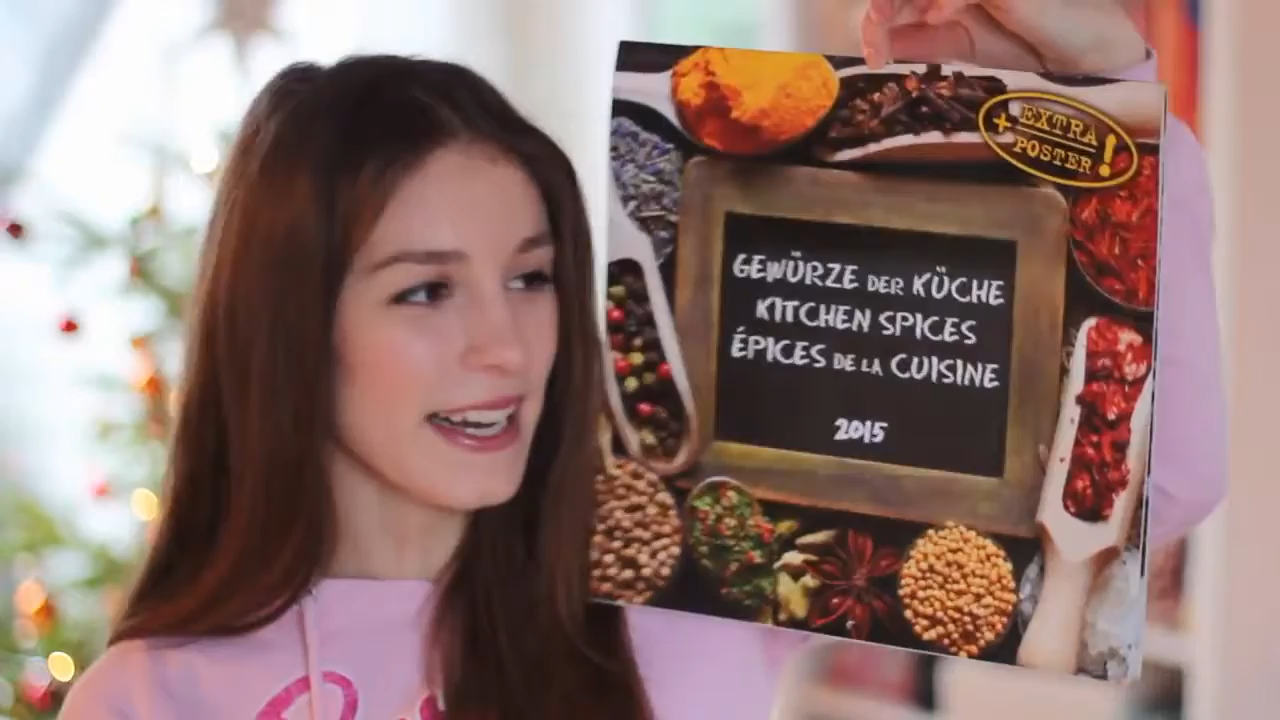 + EXTRA
POSTER!
GEWÜRZE DER KÜCHE
KITCHEN SPICES
ÉPICES DE LA CUISINE
2015